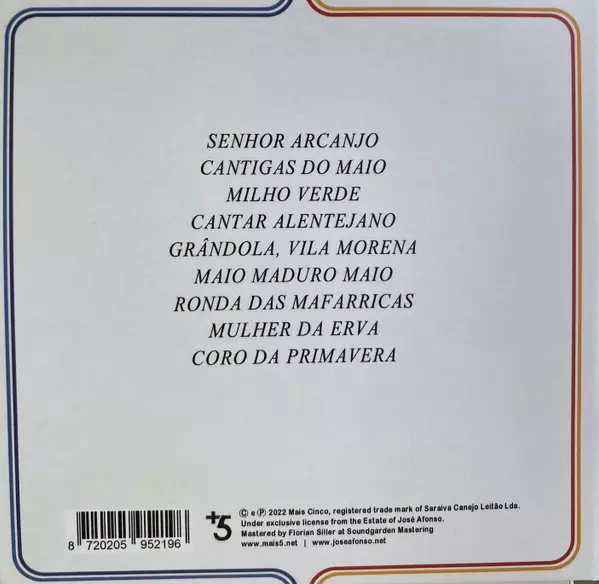 SENHOR ARCANJO
CANTIGAS DO MAIO
MILHO VERDE
CANTAR ALENTEJANO
GRÂNDOLA, VILA MORENA
MAIO MADURO MAIO
RONDA DAS MAFARRICAS
MULHER DA ERVA
CORO DA PRIMAVERA
8 720205 952196
+5
© e ℗ 2022 Mais Cinco, registered trade mark of Saraiva Canejo Leitão Lda.
Under exclusive license from the Estate of José Afonso.
Mastered by Florian Siller at Soundgarden Mastering
www.mais5.net | www.joseafonso.net